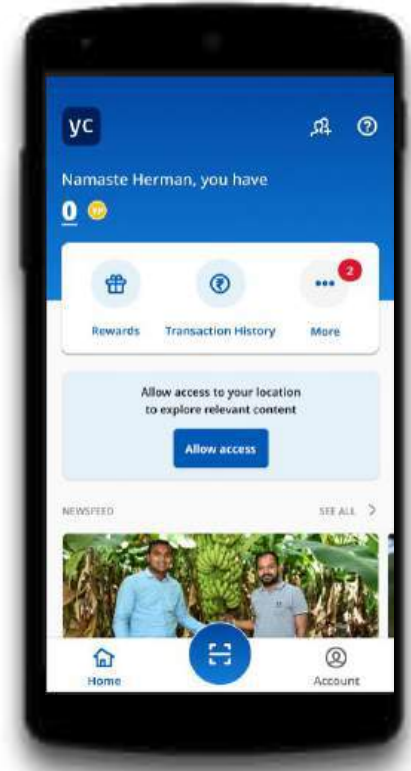 yc
Namaste Herman, you have
0 YP
Rewards
Transaction History
More
2
Allow access to your location
to explore relevant content
Allow access
NEWSFEED
SEE ALL
Home
Account